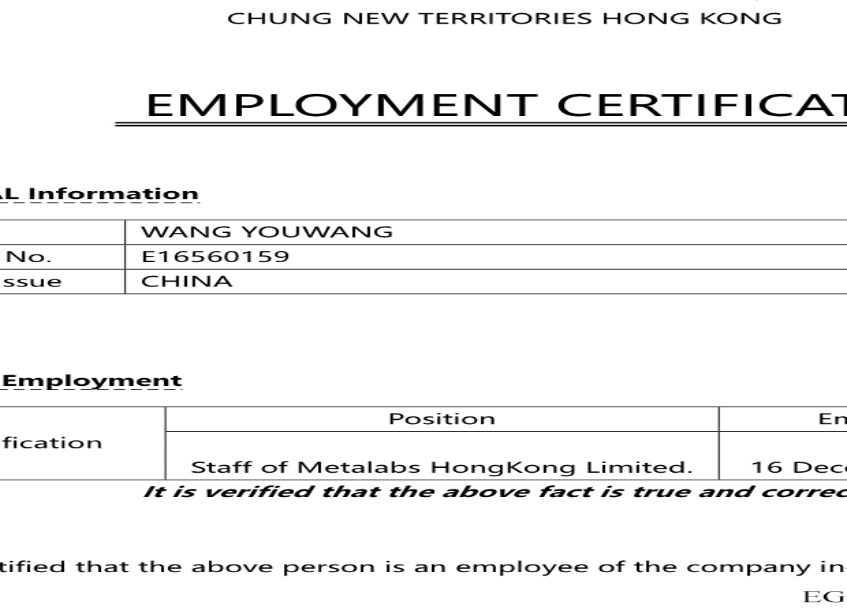 CHUNG NEW TERRITORIES HONG KONG
EMPLOYMENT CERTIFICAT
AL Information
WANG YOUWANG
No. E16560159
ssue CHINA
Employment
Position En
fication
Staff of Metalabs HongKong Limited. 16 Dec
It is verified that the above fact is true and correc
tified that the above person is an employee of the company in
EG